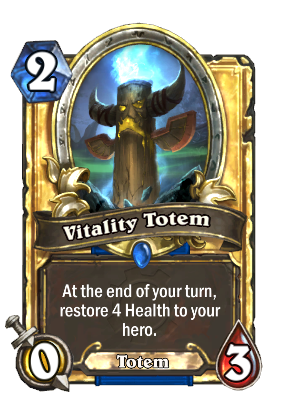 2
Vitality Totem
At the end of your turn,
restore 4 Health to your
hero.
Totem
0
3